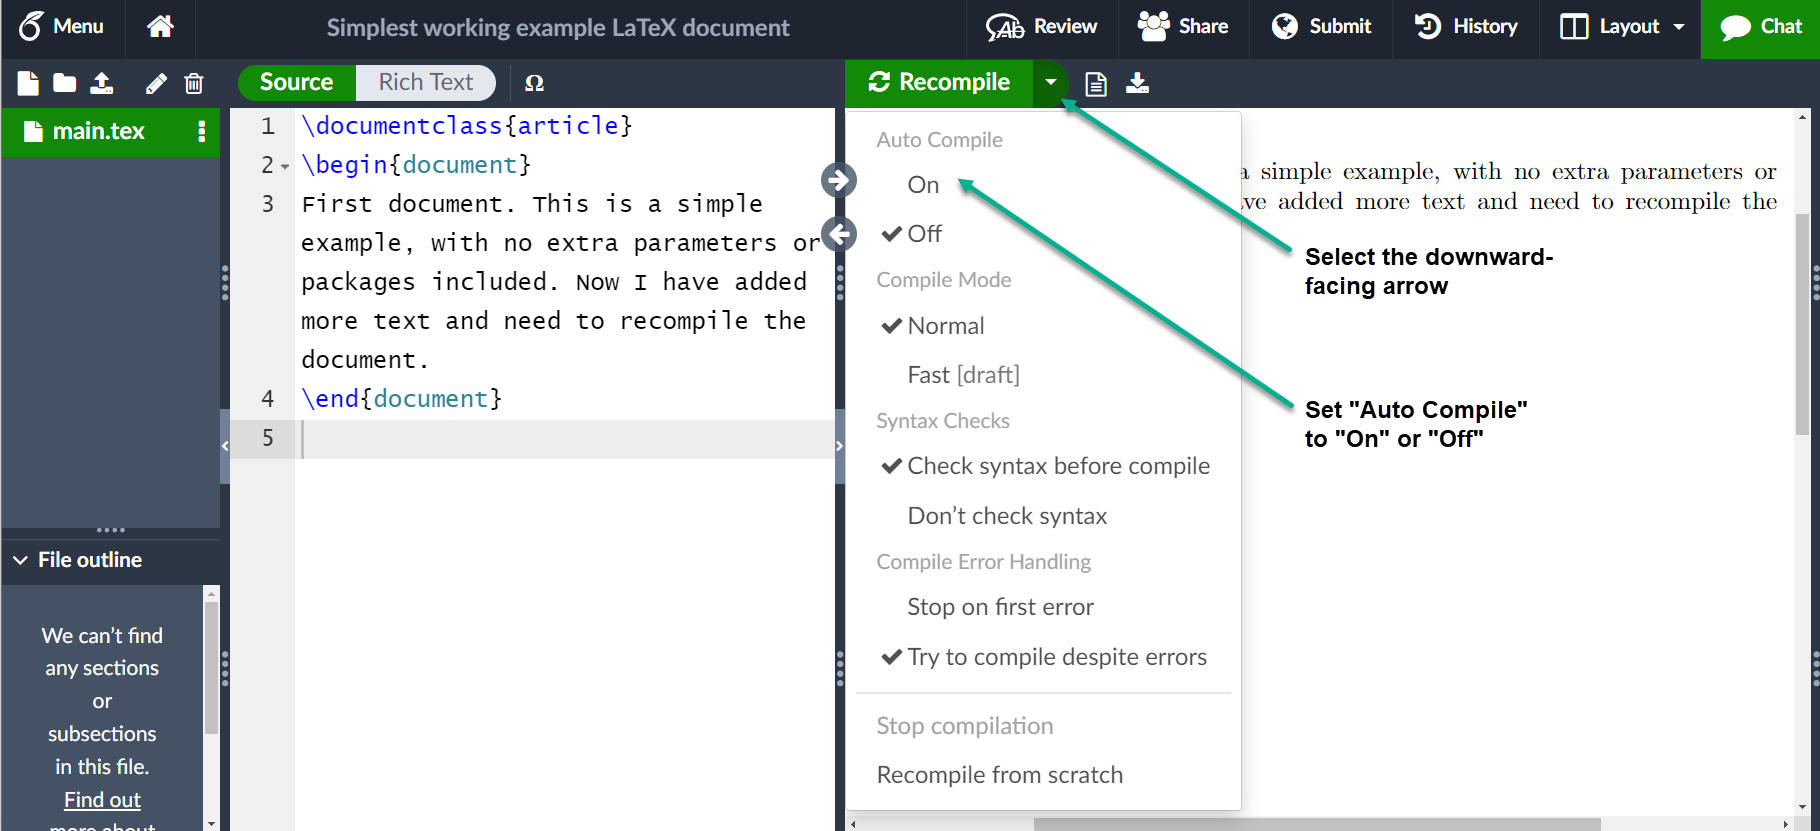 Menu
Simplest working example LaTeX document
Review
Share
Submit
History
Layout
Chat
Source
Rich Text
Ω
Recompile
main.tex
1 \documentclass{article}
2 \begin{document}
3 First document. This is a simple
example, with no extra parameters or
packages included. Now I have added
more text and need to recompile the
document.
4 \end{document}
5
File outline
We can’t find
any sections
or
subsections
in this file.
Find out
more about
Auto Compile
On
Off
Compile Mode
Normal
Fast [draft]
Syntax Checks
Check syntax before compile
Don’t check syntax
Compile Error Handling
Stop on first error
Try to compile despite errors
Stop compilation
Recompile from scratch
a simple example, with no extra parameters or
added more text and need to recompile the
Select the downward-
facing arrow
Set "Auto Compile"
to "On" or "Off"